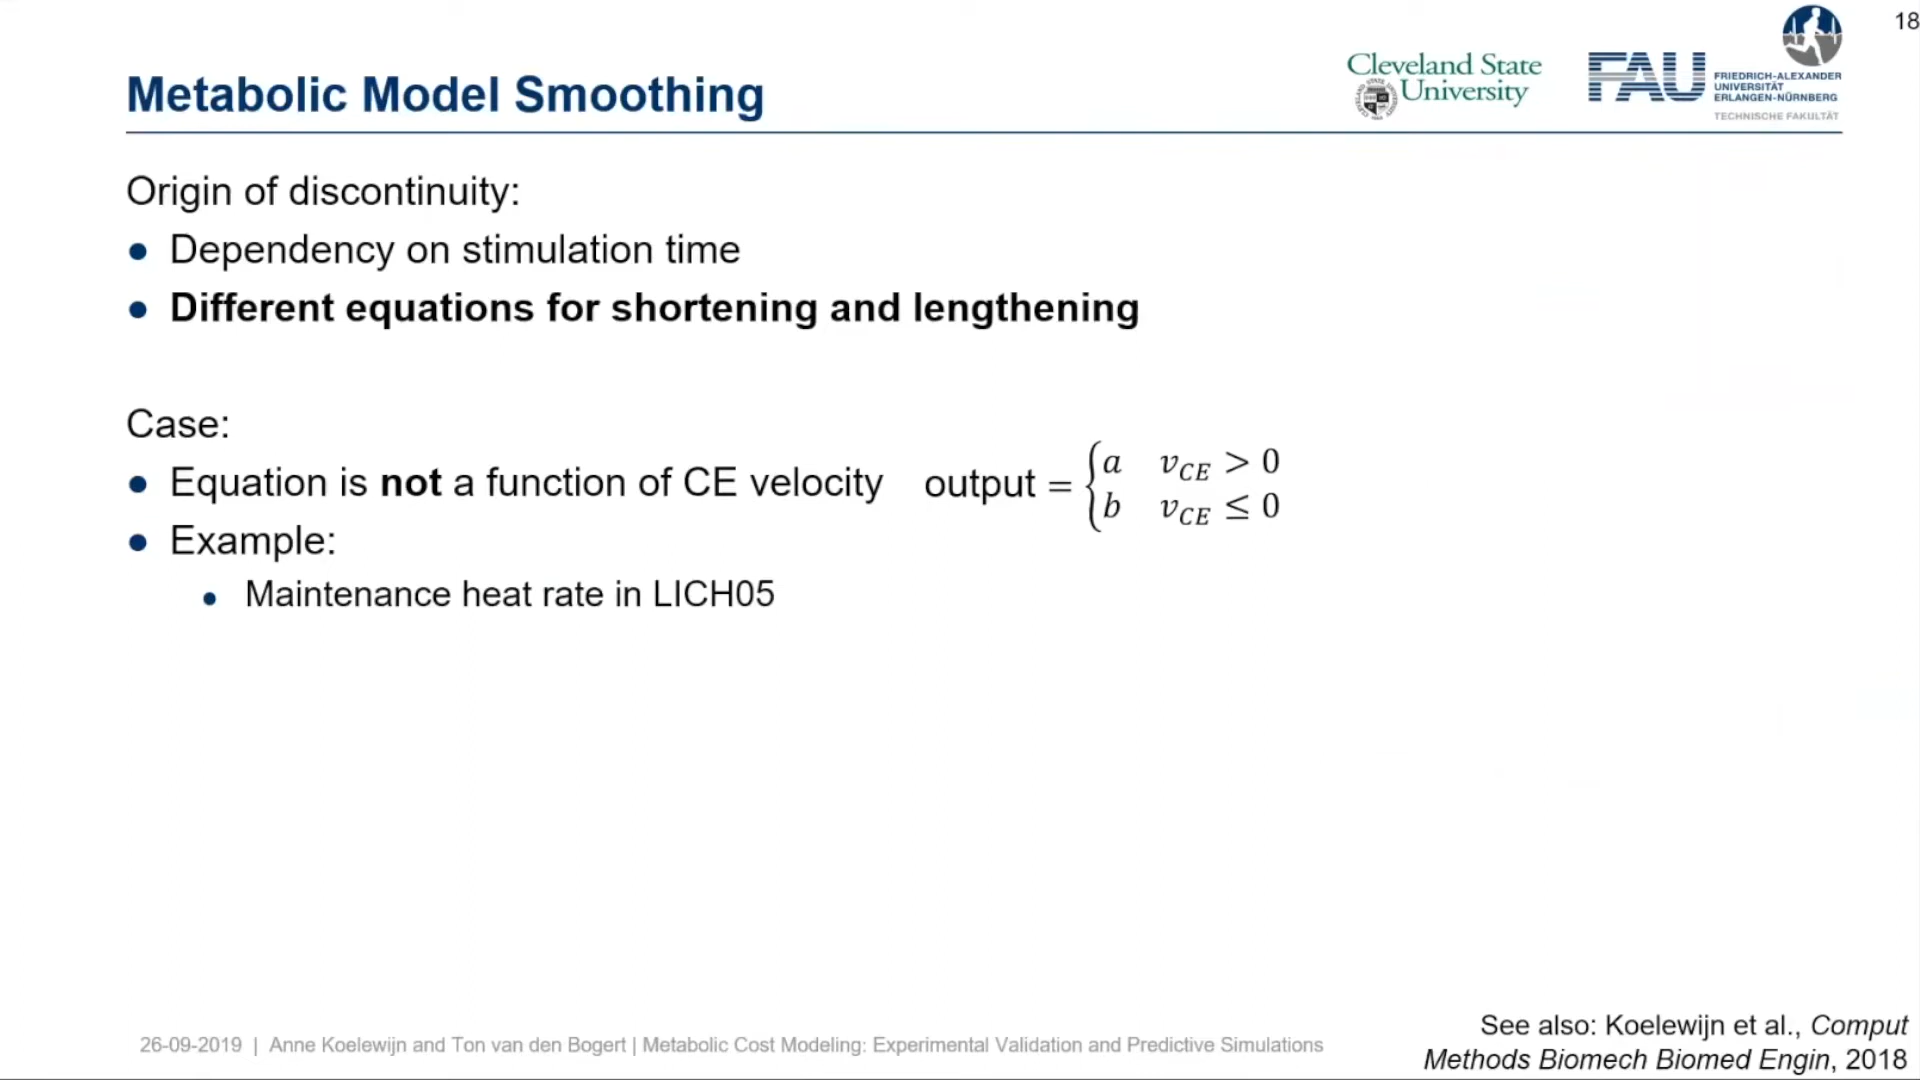 18
Metabolic Model Smoothing
Cleveland State
University
FAU
FRIEDRICH-ALEXANDER
UNIVERSITÄT
ERLANGEN-NÜRNBERG
TECHNISCHE FAKULTÄT
Origin of discontinuity:
● Dependency on stimulation time
● Different equations for shortening and lengthening
Case:
● Equation is not a function of CE velocity output = { a v_CE > 0
b v_CE ≤ 0
● Example:
● Maintenance heat rate in LICH05
See also: Koelewijn et al., Comput
Methods Biomech Biomed Engin, 2018
26-09-2019 | Anne Koelewijn and Ton van den Bogert | Metabolic Cost Modeling: Experimental Validation and Predictive Simulations